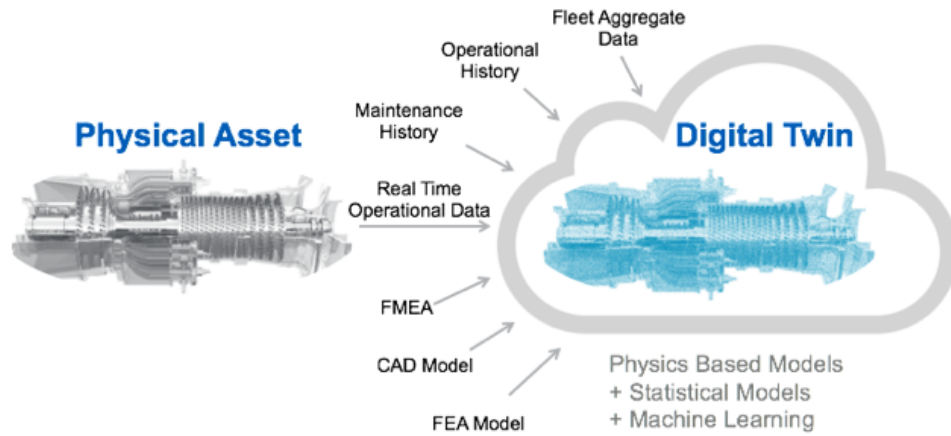 Fleet Aggregate
Data
Operational
History
Maintenance
History
Physical Asset
Digital Twin
Real Time
Operational Data
FMEA
CAD Model
FEA Model
Physics Based Models
+ Statistical Models
+ Machine Learning